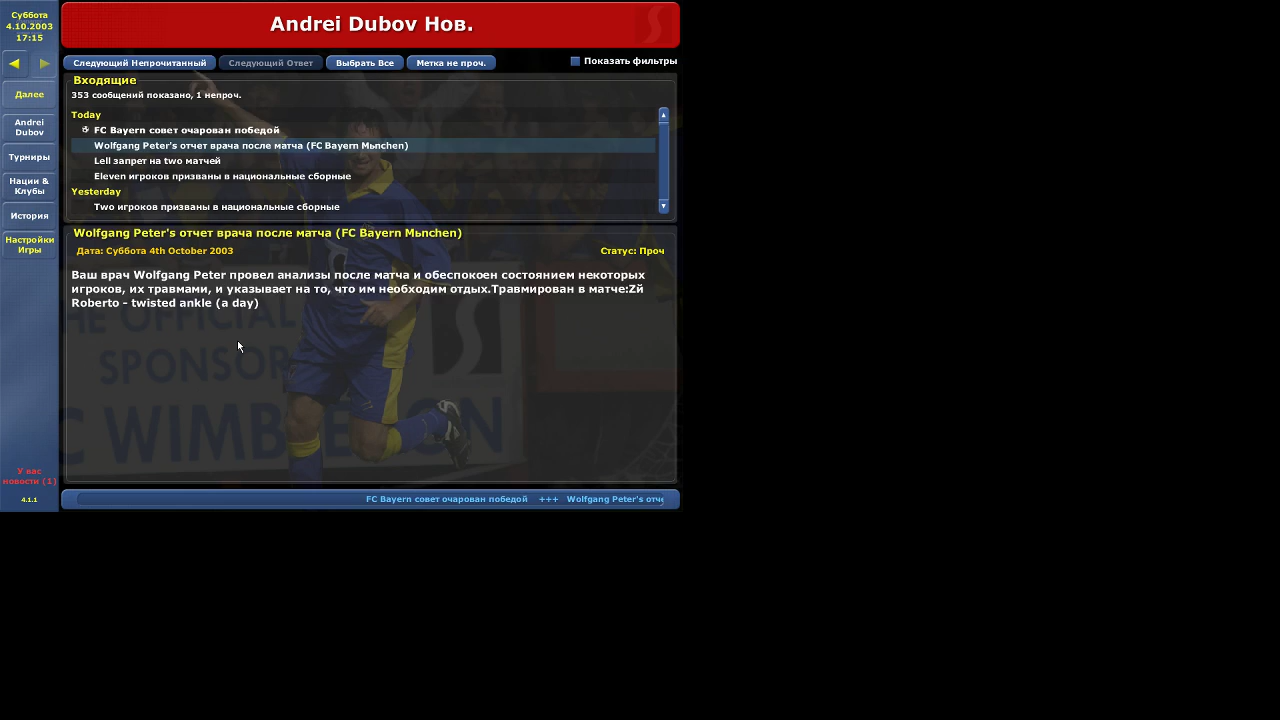 Суббота
4.10.2003
17:15
Andrei Dubov Нов.
Следующий Непрочитанный
Следующий Ответ
Выбрать Все
Метка не проч.
Показать фильтры
Далее
Andrei
Dubov
Турниры
Нации &
Клубы
История
Настройки
Игры
У вас
новости (1)
4.1.1
Входящие
353 сообщений показано, 1 непроч.
Today
FC Bayern совет очарован победой
Wolfgang Peter's отчет врача после матча (FC Bayern Mьnchen)
Lell запрет на two матчей
Eleven игроков призваны в национальные сборные
Yesterday
Two игроков призваны в национальные сборные
Wolfgang Peter's отчет врача после матча (FC Bayern Mьnchen)
Дата: Суббота 4th October 2003
Статус: Проч
Ваш врач Wolfgang Peter провел анализы после матча и обеспокоен состоянием некоторых
игроков, их травмами, и указывает на то, что им необходим отдых.Травмирован в матче:Zй
Roberto - twisted ankle (a day)
HE OFFICIAL
SPONSOR
C WIMB
ON
FC Bayern совет очарован победой +++ Wolfgang Peter's отче